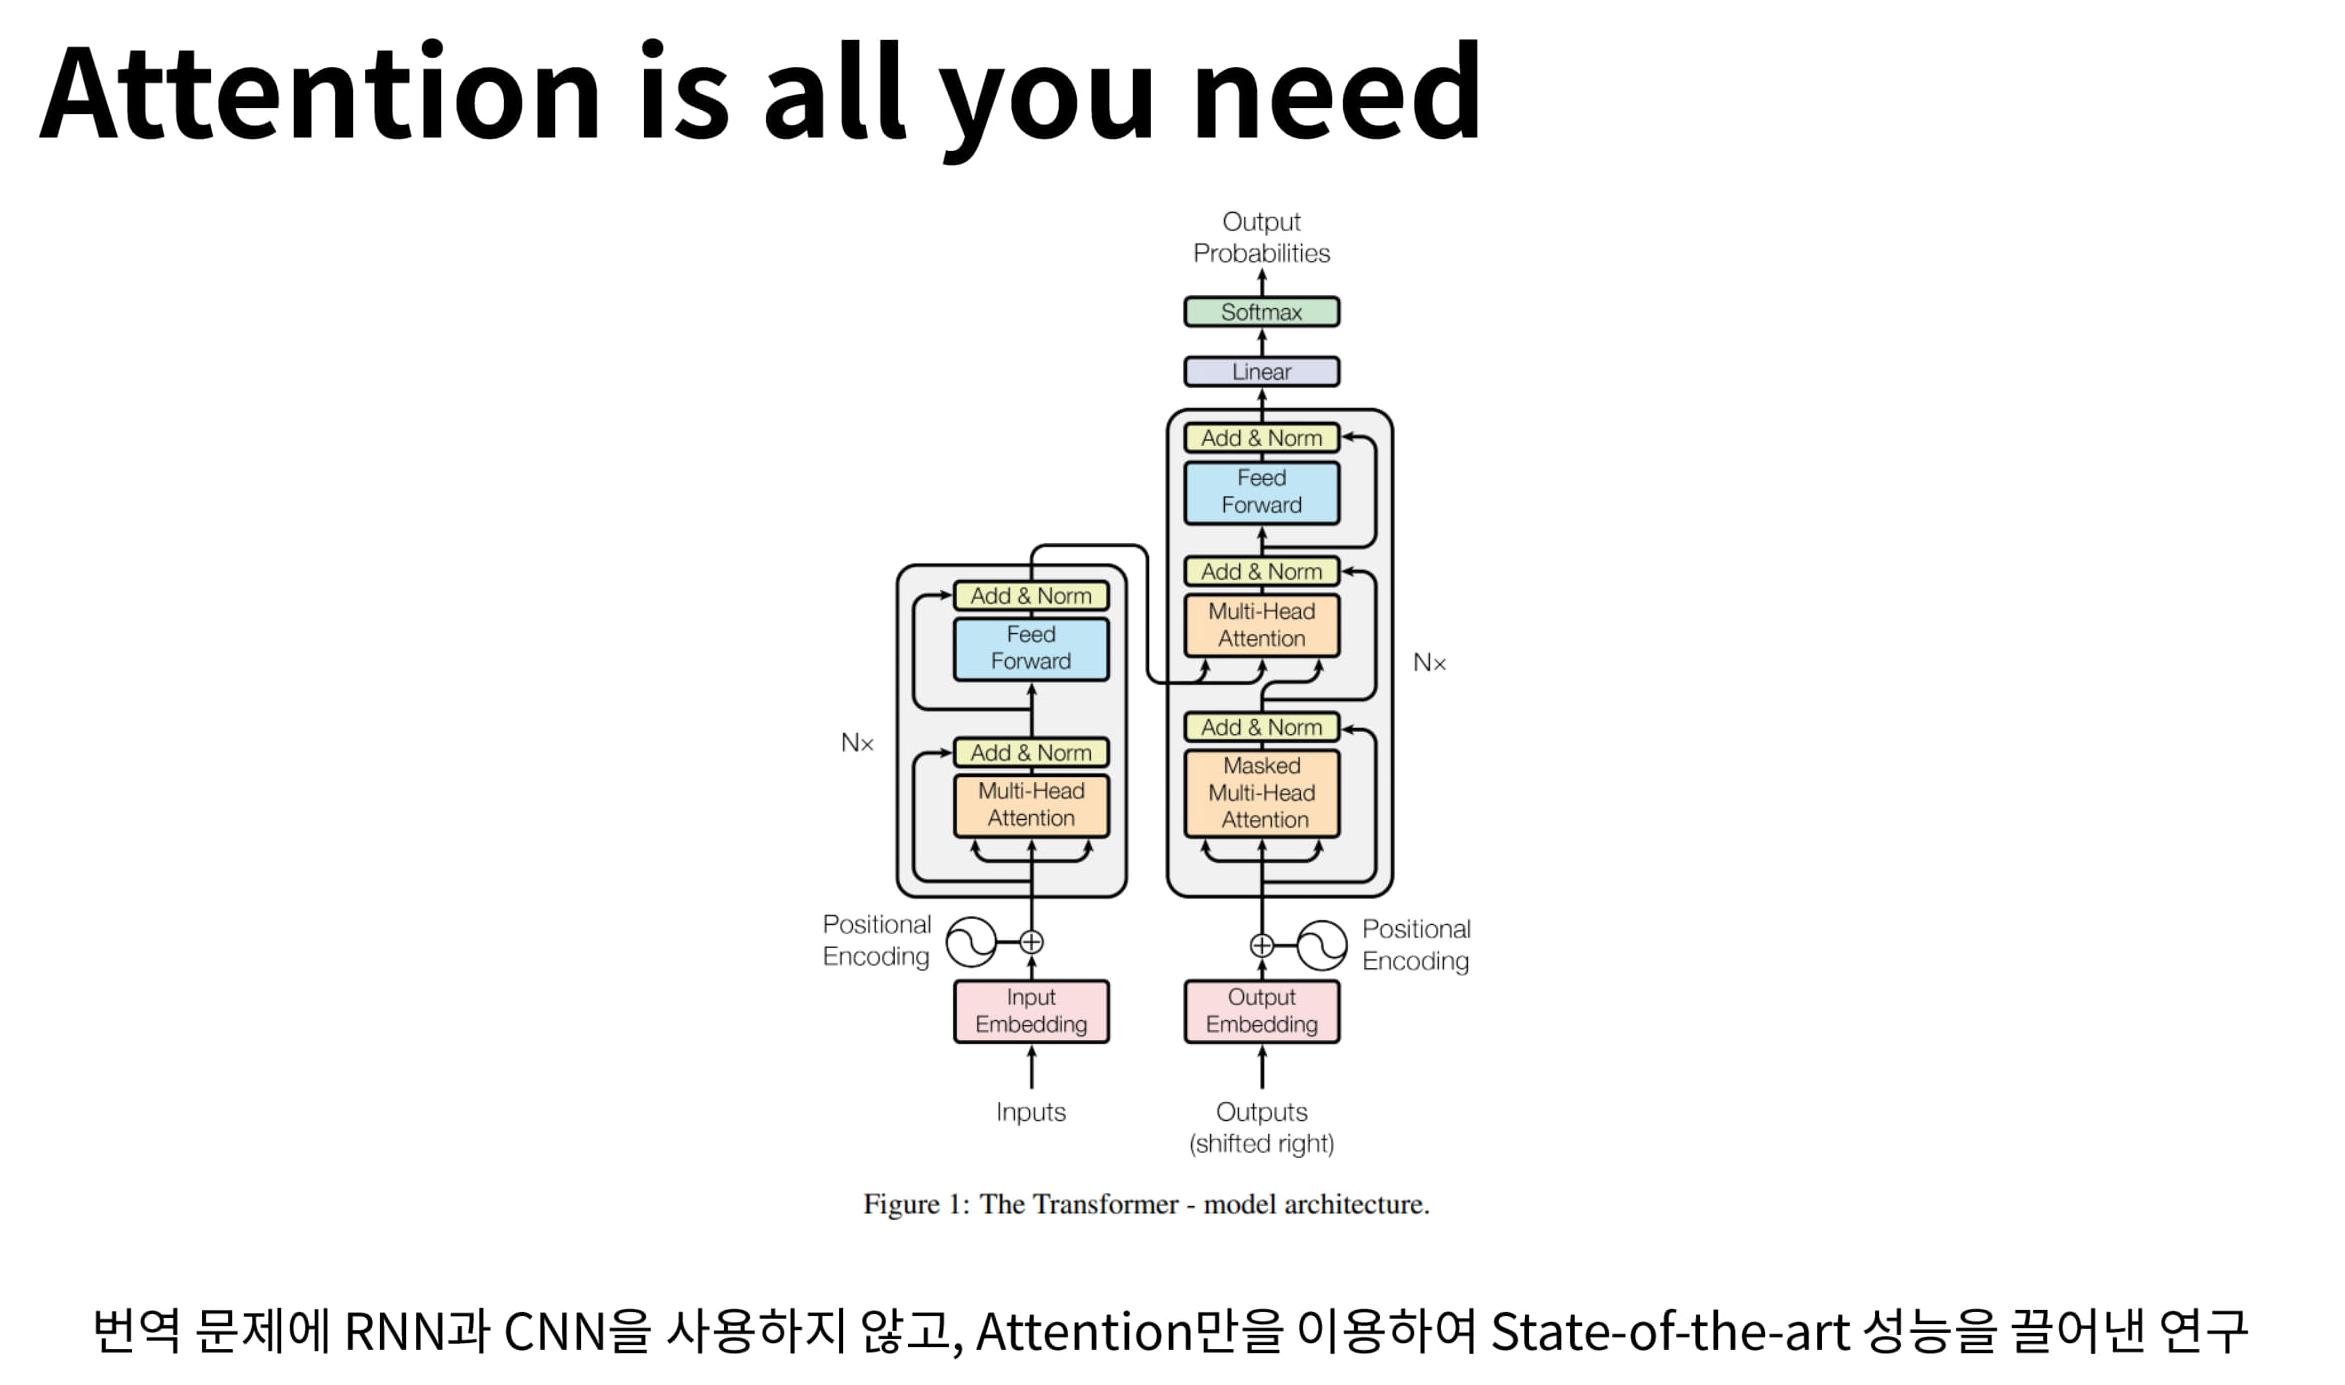 Attention is all you need
Output
Probabilities
Softmax
Linear
Add & Norm
Feed
Forward
Add & Norm
Multi-Head
Attention
Nx
Add & Norm
Masked
Multi-Head
Attention
Add & Norm
Feed
Forward
Nx
Add & Norm
Multi-Head
Attention
Positional
Encoding
Positional
Encoding
Input
Embedding
Output
Embedding
Inputs
Outputs
(shifted right)
Figure 1: The Transformer - model architecture.
번역 문제에 RNN과 CNN을 사용하지 않고, Attention만을 이용하여 State-of-the-art 성능을 끌어낸 연구